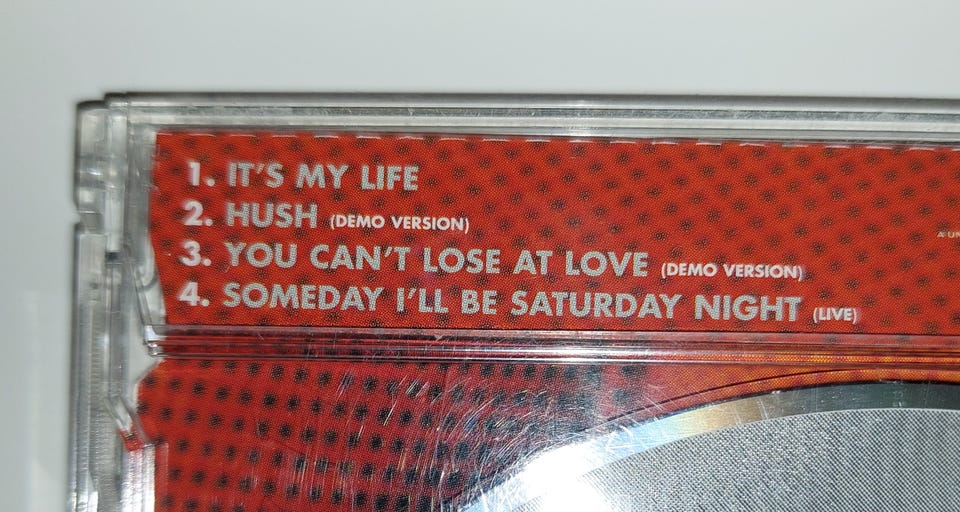 1. IT'S MY LIFE
2. HUSH (DEMO VERSION)
3. YOU CAN'T LOSE AT LOVE (DEMO VERSION)
4. SOMEDAY I'LL BE SATURDAY NIGHT (LIVE)